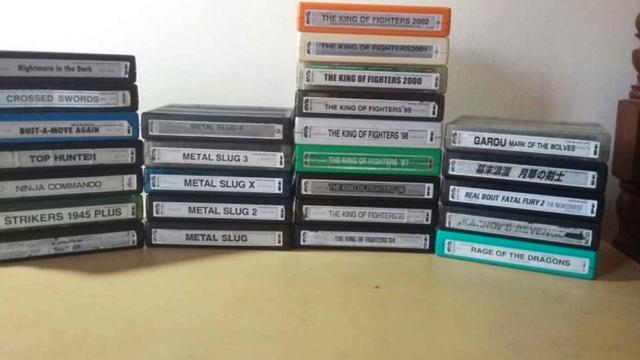 Nightmare in the Dark
CROSSED SWORDS
BUST-A-MOVE AGAIN
TOP HUNTER
NINJA COMMANDO
STRIKERS 1945 PLUS
METAL SLUG 4
METAL SLUG 3
METAL SLUG X
METAL SLUG 2
METAL SLUG
THE KING OF FIGHTERS 2002
THE KING OF FIGHTERS 2001
THE KING OF FIGHTERS 2000
THE KING OF FIGHTERS '99
THE KING OF FIGHTERS '98
THE KING OF FIGHTERS '97
THE KING OF FIGHTERS '96
THE KING OF FIGHTERS '95
THE KING OF FIGHTERS '94
GAROU MARK OF THE WOLVES
幕末浪漫 月華の剣士
REAL BOUT FATAL FURY 2 THE NEWCOMERS
KARNOV'S REVENGE
RAGE OF THE DRAGONS